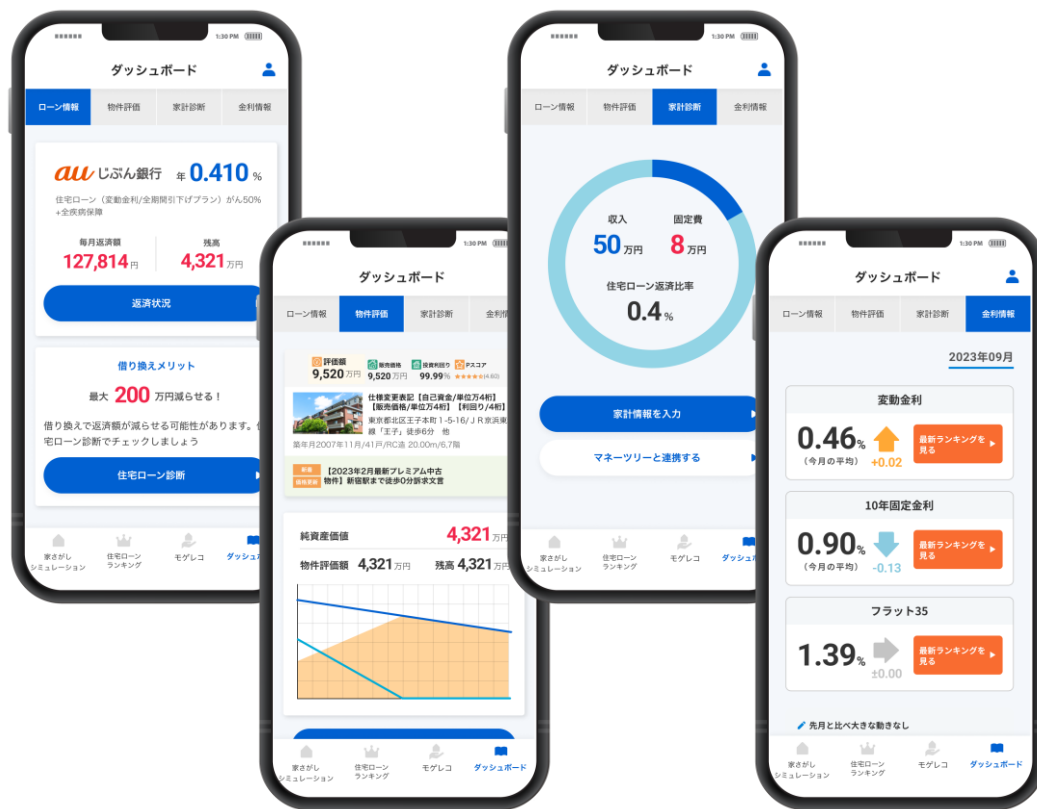 1:30 PM
ダッシュボード
ローン情報
物件評価
家計診断
金利情報
au じぶん銀行
年 0.410 %
住宅ローン（変動金利/全期間引下げプラン）がん50%
+全疾病保障
毎月返済額
127,814 円
残高
4,321 万円
返済状況
借り換えメリット
最大 200 万円減らせる！
借り換えで返済額が減らせる可能性があります。
宅ローン診断でチェックしましょう
住宅ローン診断
家さがし
シミュレーション
住宅ローン
ランキング
モゲレコ
ダッシュボ
1:30 PM
ダッシュボード
ローン情報
物件評価
家計診断
金利情
評価額
9,520 万円
販売価格
9,520 万円
投資利回り
99.99%
Pスコア
★★★★★(4.60)
仕様変更表記【自己資金/単位万4桁】
【販売価格/単位万4桁】【利回り/4桁】
東京都北区王子本町1-5-16/ＪＲ京浜東
線「王子」徒歩6分 他
築年月2007年11月/41戸/RC造 20.00m/6,7階
新着
価格更新
【2023年2月最新プレミアム中古
物件】新宿駅まで徒歩0分訴求文言
純資産価値
4,321 万円
物件評価額 4,321 万円
残高 4,321 万円
家さがし
シミュレーション
住宅ローン
ランキング
モゲレコ
ダッシュボード
1:30 PM
ダッシュボード
ローン情報
物件評価
家計診断
金利情報
収入
50 万円
固定費
8 万円
住宅ローン返済比率
0.4 %
家計情報を入力
マネーツリーと連携する
家さがし
シミュレーション
住宅ローン
ランキング
モゲレコ
ダッシュボ
1:30 PM
ダッシュボード
ローン情報
物件評価
家計診断
金利情報
2023年09月
変動金利
0.46%
（今月の平均）
+0.02
最新ランキングを
見る
10年固定金利
0.90%
（今月の平均）
-0.13
最新ランキングを
見る
フラット35
1.39%
±0.00
最新ランキングを
見る
先月と比べ大きな動きなし
家さがし
シミュレーション
住宅ローン
ランキング
モゲレコ
ダッシュボード